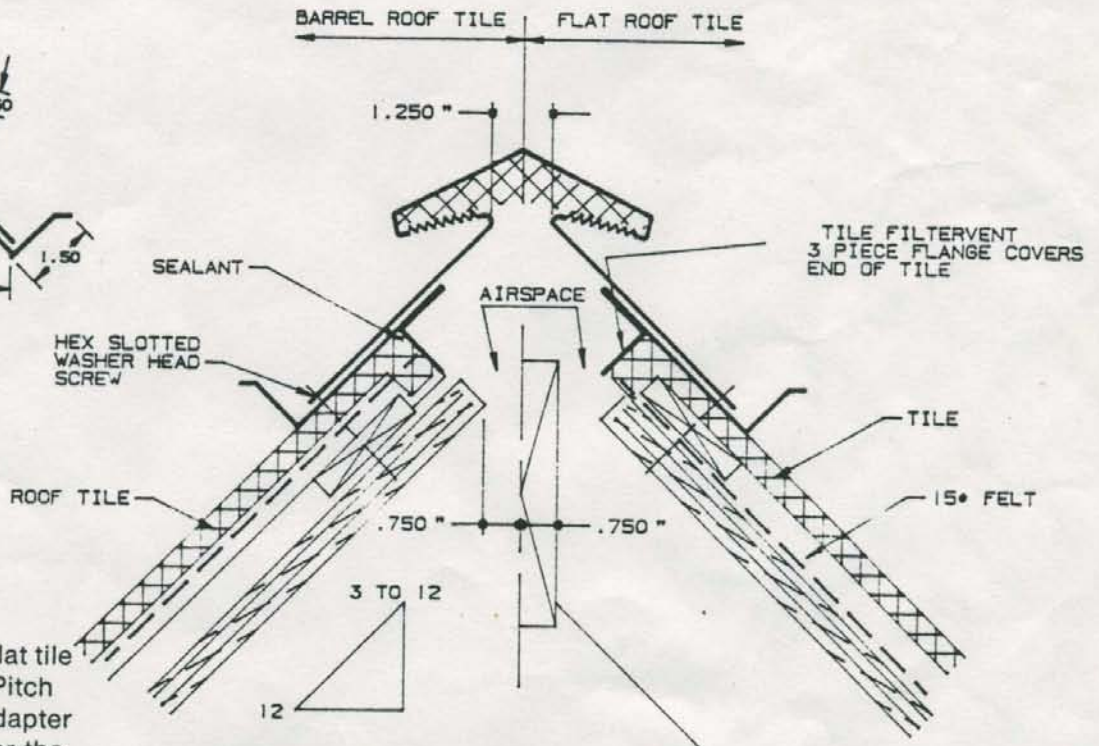 BARREL ROOF TILE
FLAT ROOF TILE
1.250 "
1.50
TILE FILTERVENT
3 PIECE FLANGE COVERS
END OF TILE
SEALANT
AIRSPACE
HEX SLOTTED
WASHER HEAD
SCREW
TILE
ROOF TILE
15# FELT
.750 "
.750 "
3 TO 12
12
lat tile
Pitch
dapter